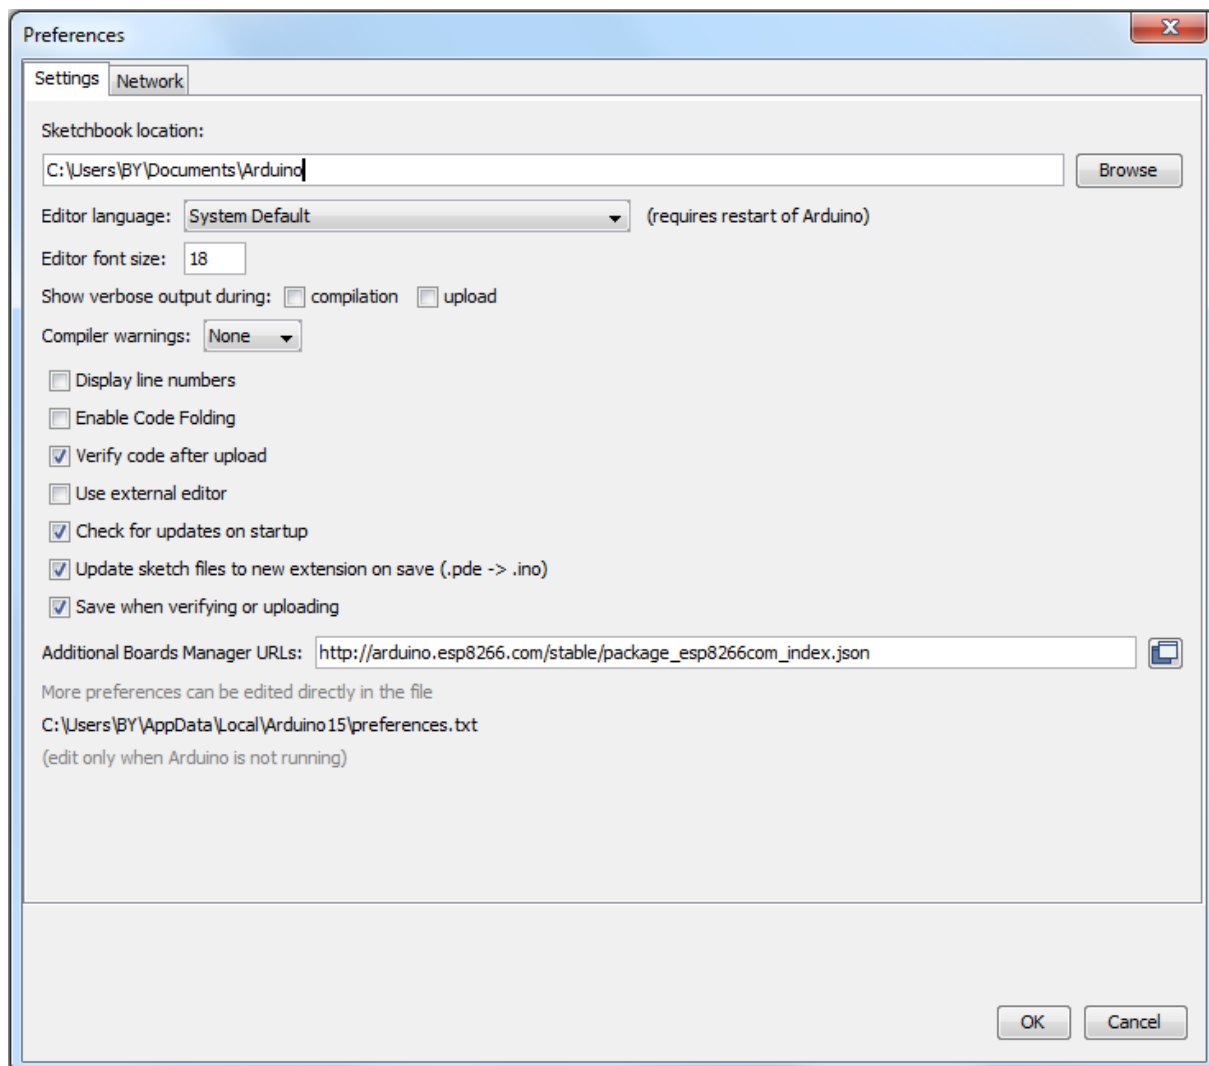 Preferences
Settings Network
Sketchbook location:
C:\Users\BY\Documents\Arduino Browse
Editor language: System Default (requires restart of Arduino)
Editor font size: 18
Show verbose output during: compilation upload
Compiler warnings: None
Display line numbers
Enable Code Folding
Verify code after upload
Use external editor
Check for updates on startup
Update sketch files to new extension on save (.pde -> .ino)
Save when verifying or uploading
Additional Boards Manager URLs: http://arduino.esp8266.com/stable/package_esp8266com_index.json
More preferences can be edited directly in the file
C:\Users\BY\AppData\Local\Arduino15\preferences.txt
(edit only when Arduino is not running)
OK Cancel